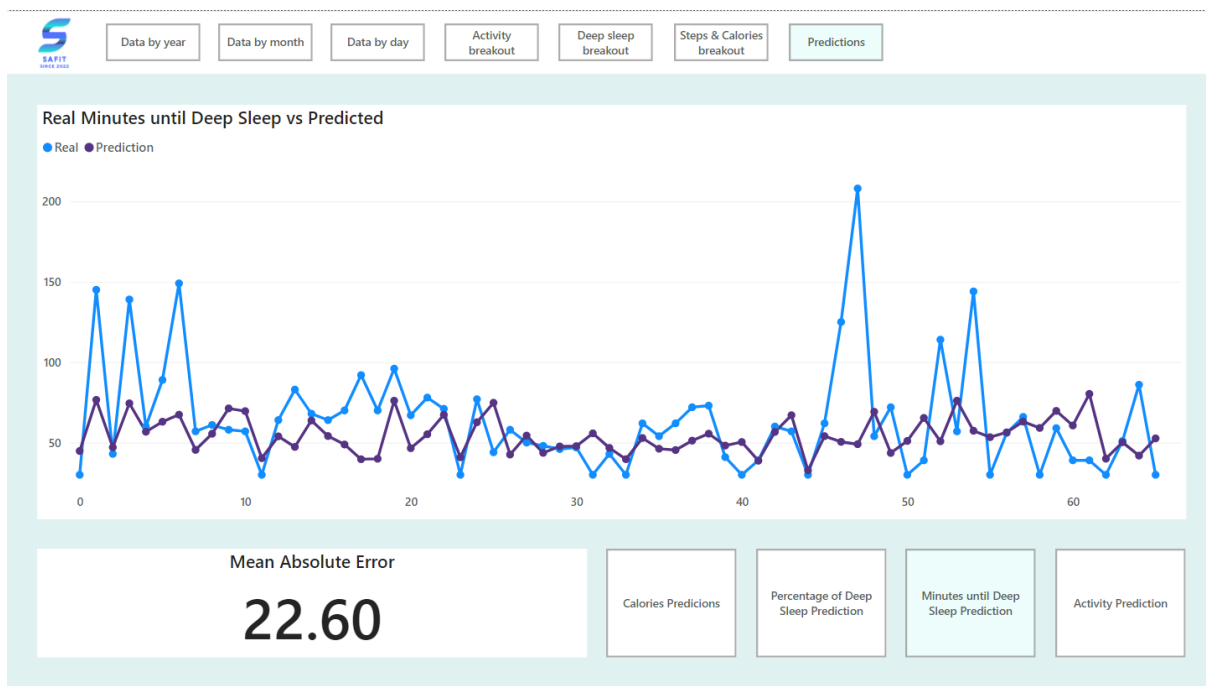 SAFIT
SINCE 2022
Data by year
Data by month
Data by day
Activity
breakout
Deep sleep
breakout
Steps & Calories
breakout
Predictions
Real Minutes until Deep Sleep vs Predicted
Real Prediction
200
150
100
50
0 10 20 30 40 50 60
Mean Absolute Error
22.60
Calories Predicions
Percentage of Deep
Sleep Prediction
Minutes until Deep
Sleep Prediction
Activity Prediction